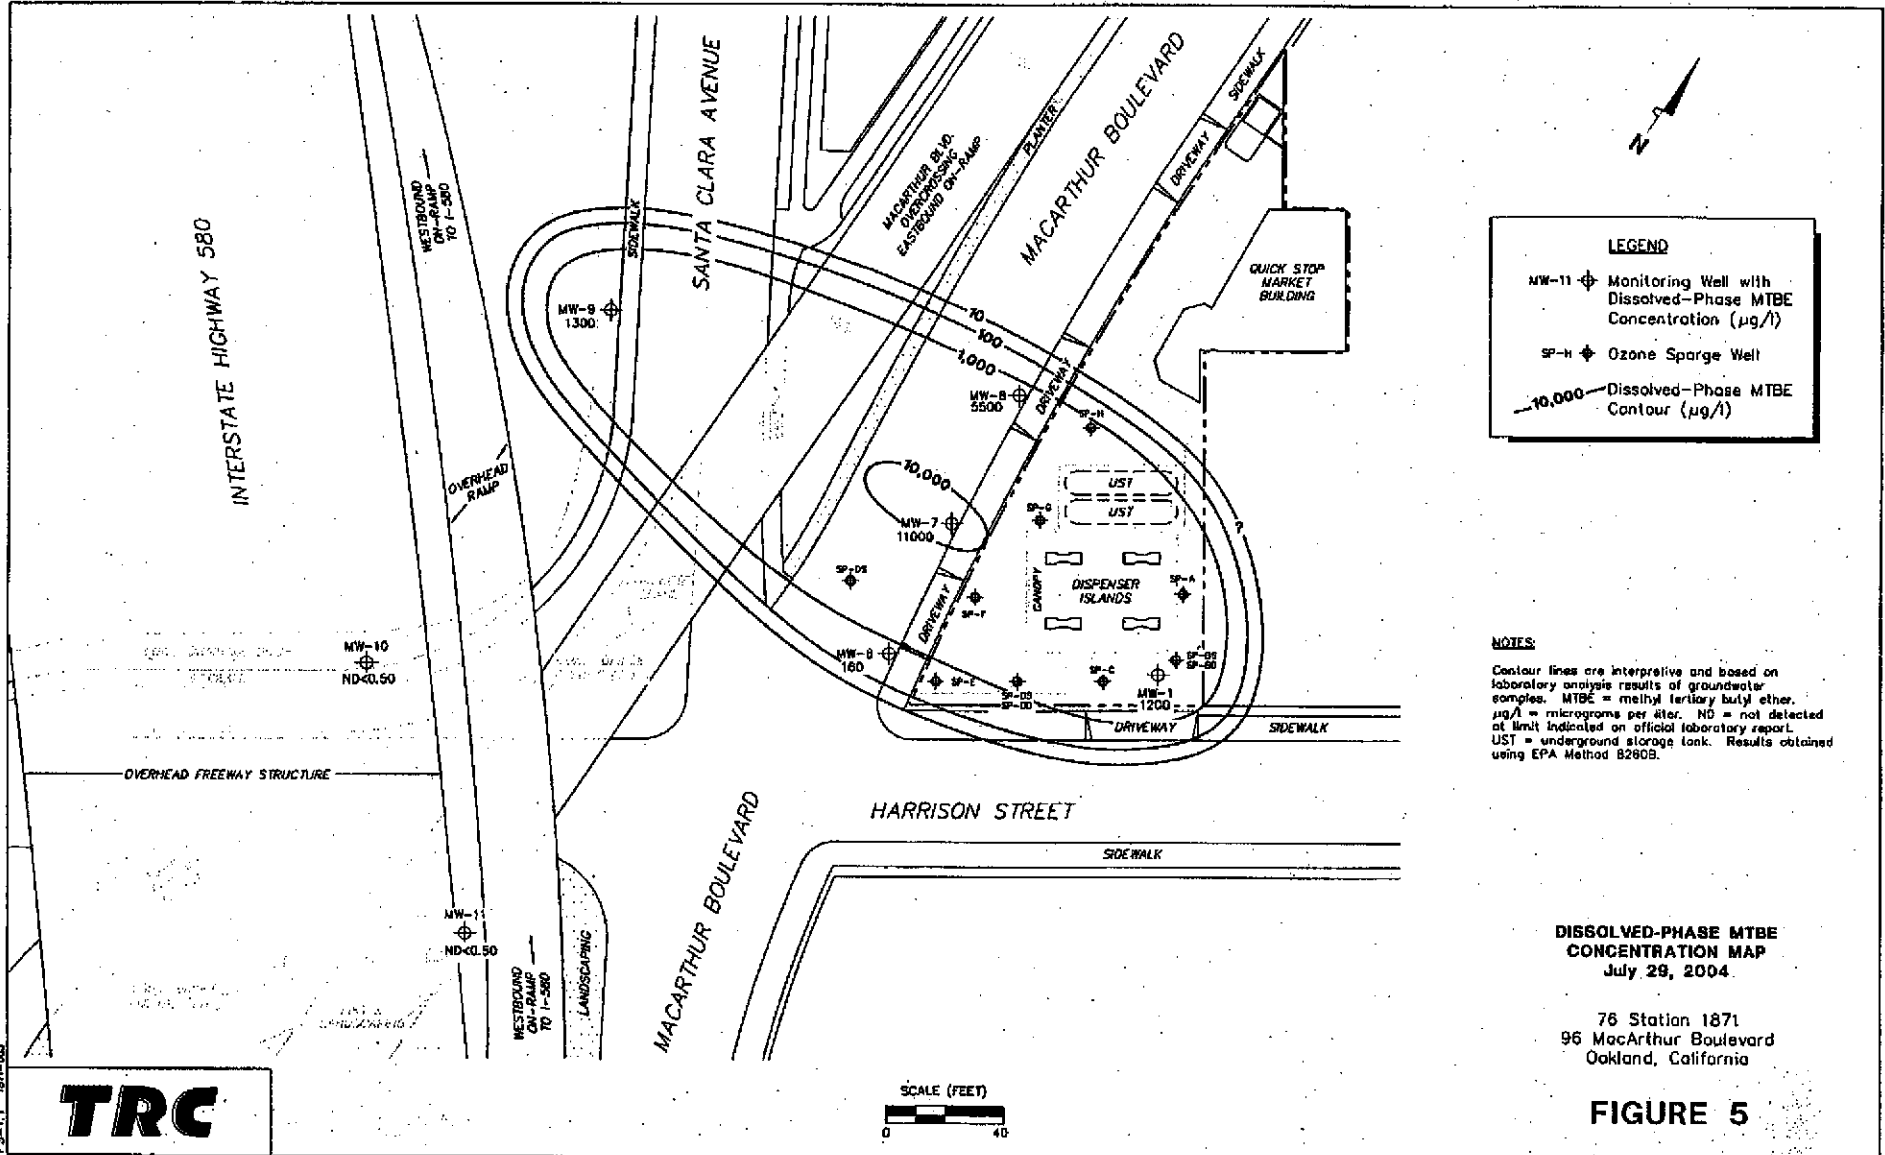 SANTA CLARA AVENUE
MACARTHUR BOULEVARD
SIDEWALK
PLANTER
DRIVEWAY
MACARTHUR BLVD.
OVERCROSSING
EASTBOUND ON-RAMP
WESTBOUND
ON-RAMP
TO I-580
SIDEWALK
INTERSTATE HIGHWAY 580
QUICK STOP
MARKET
BUILDING
MW-9
1300
10
100
1,000
MW-8
5500
DRIVEWAY
SP-H
10,000
OVERHEAD
RAMP
UST
UST
SP-G
MW-7
11000
?
SP-DS
CANOPY
DISPENSER
ISLANDS
SP-A
SP-F
DRIVEWAY
MW-10
ND<0.50
MW-6
160
SP-E
SP-DS
SP-DD
SP-C
MW-1
1200
DRIVEWAY
SIDEWALK
OVERHEAD FREEWAY STRUCTURE
HARRISON STREET
SIDEWALK
MACARTHUR BOULEVARD
MW-11
ND<0.50
WESTBOUND
ON-RAMP
TO I-580
LANDSCAPING
N
LEGEND
MW-11 Monitoring Well with
Dissolved-Phase MTBE
Concentration (µg/l)
SP-H Ozone Sparge Well
10,000 Dissolved-Phase MTBE
Contour (µg/l)
NOTES:
Contour lines are interpretive and based on
laboratory analysis results of groundwater
samples. MTBE = methyl tertiary butyl ether.
µg/l = micrograms per liter. ND = not detected
at limit indicated on official laboratory report.
UST = underground storage tank. Results obtained
using EPA Method 8260B.
DISSOLVED-PHASE MTBE
CONCENTRATION MAP
July 29, 2004
76 Station 1871
96 MacArthur Boulevard
Oakland, California
FIGURE 5
SCALE (FEET)
0 40
TRC